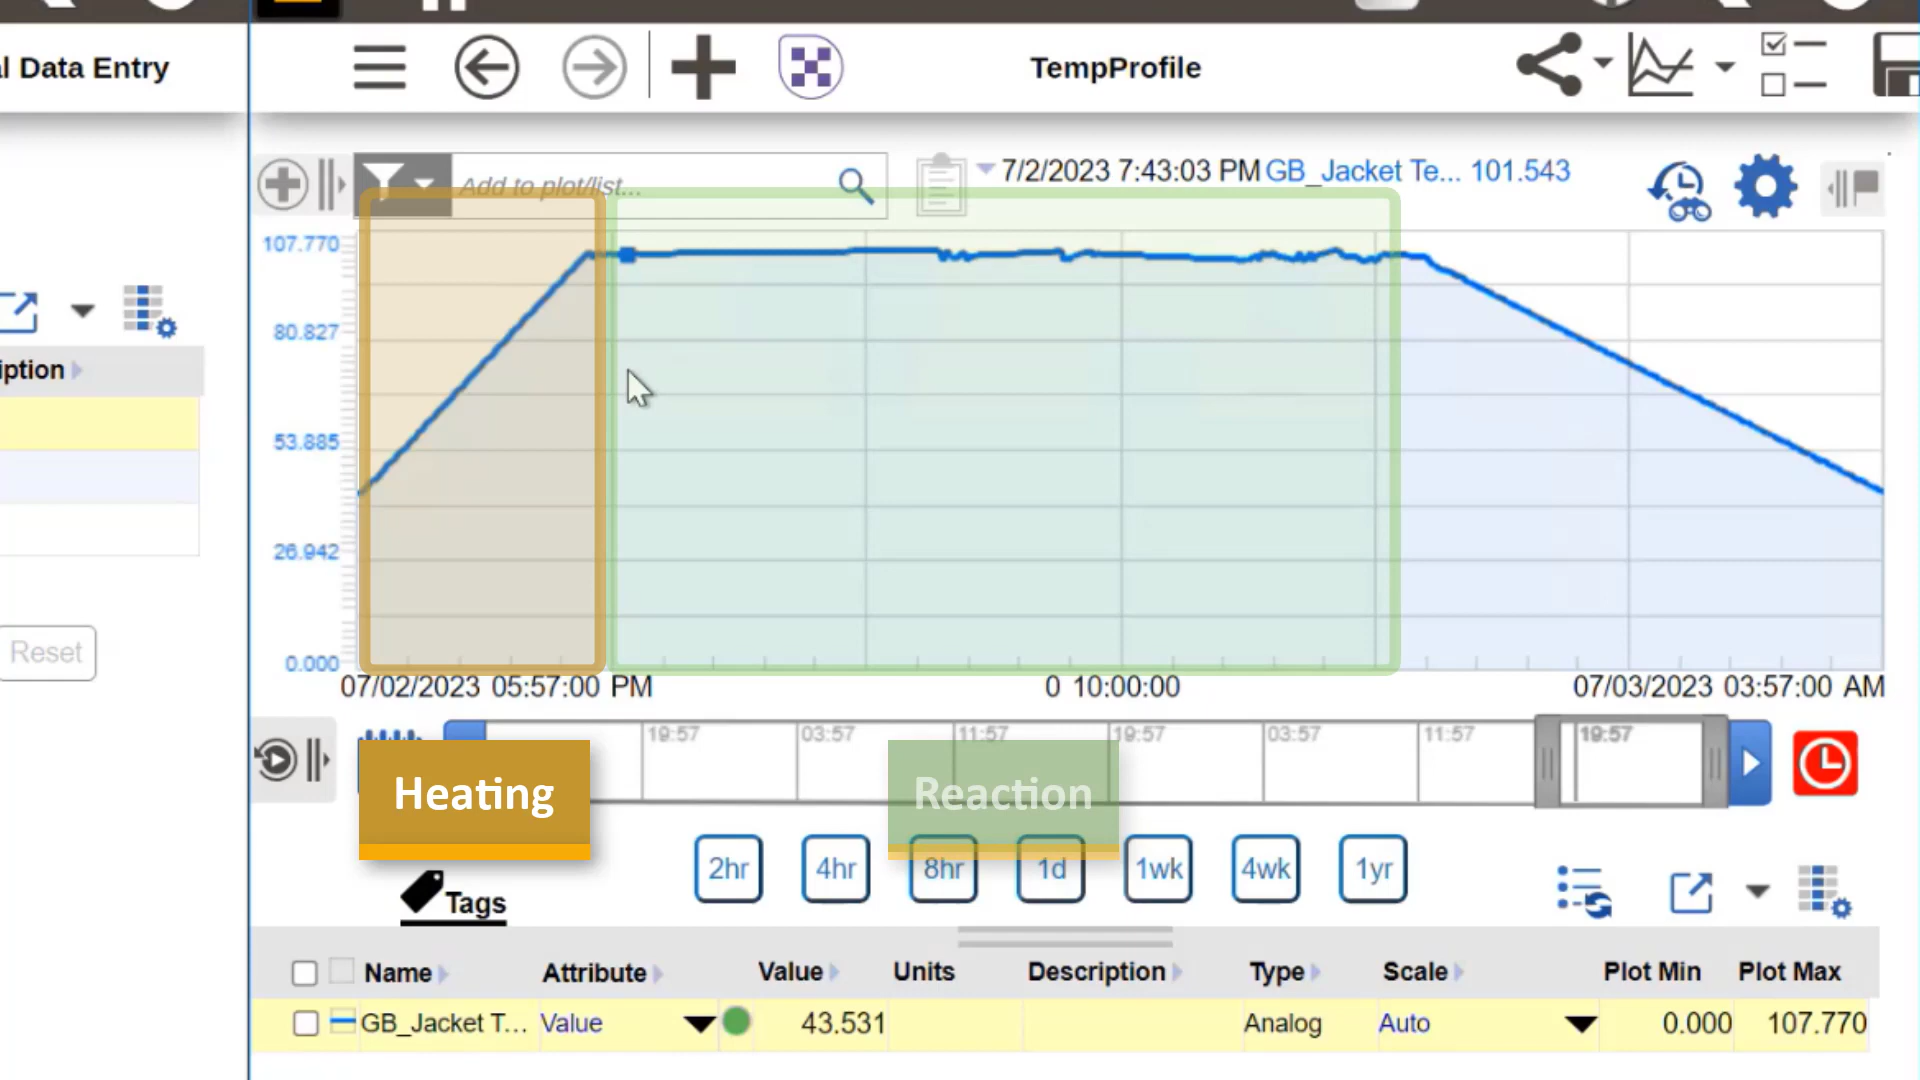 l Data Entry
TempProfile
Add to plot/list...
7/2/2023 7:43:03 PM GB_Jacket Te... 101.543
107.770
80.827
iption
53.885
26.942
Reset
0.000
07/02/2023 05:57:00 PM 0 10:00:00 07/03/2023 03:57:00 AM
19:57 03:57 11:57 19:57 03:57 11:57 19:57
Heating Reaction
2hr 4hr 8hr 1d 1wk 4wk 1yr
Tags
Name Attribute Value Units Description Type Scale Plot Min Plot Max
GB_Jacket T... Value 43.531 Analog Auto 0.000 107.770